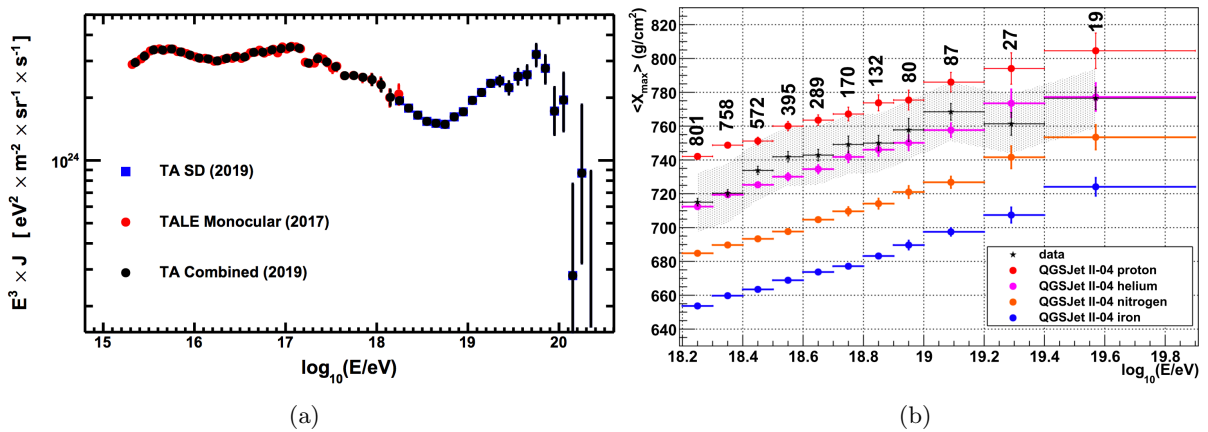 E³ × J [ eV² × m⁻² × sr⁻¹ × s⁻¹ ]
10²⁴
TA SD (2019)
TALE Monocular (2017)
TA Combined (2019)
15 16 17 18 19 20
log₁₀(E/eV)
(a)
<Xₘₐₓ> (g/cm²)
820
800
780
760
740
720
700
680
660
640
801 758 572 395 289 170 132 80 87 27 19
data
QGSJet II-04 proton
QGSJet II-04 helium
QGSJet II-04 nitrogen
QGSJet II-04 iron
18.2 18.4 18.6 18.8 19 19.2 19.4 19.6 19.8
log₁₀(E/eV)
(b)